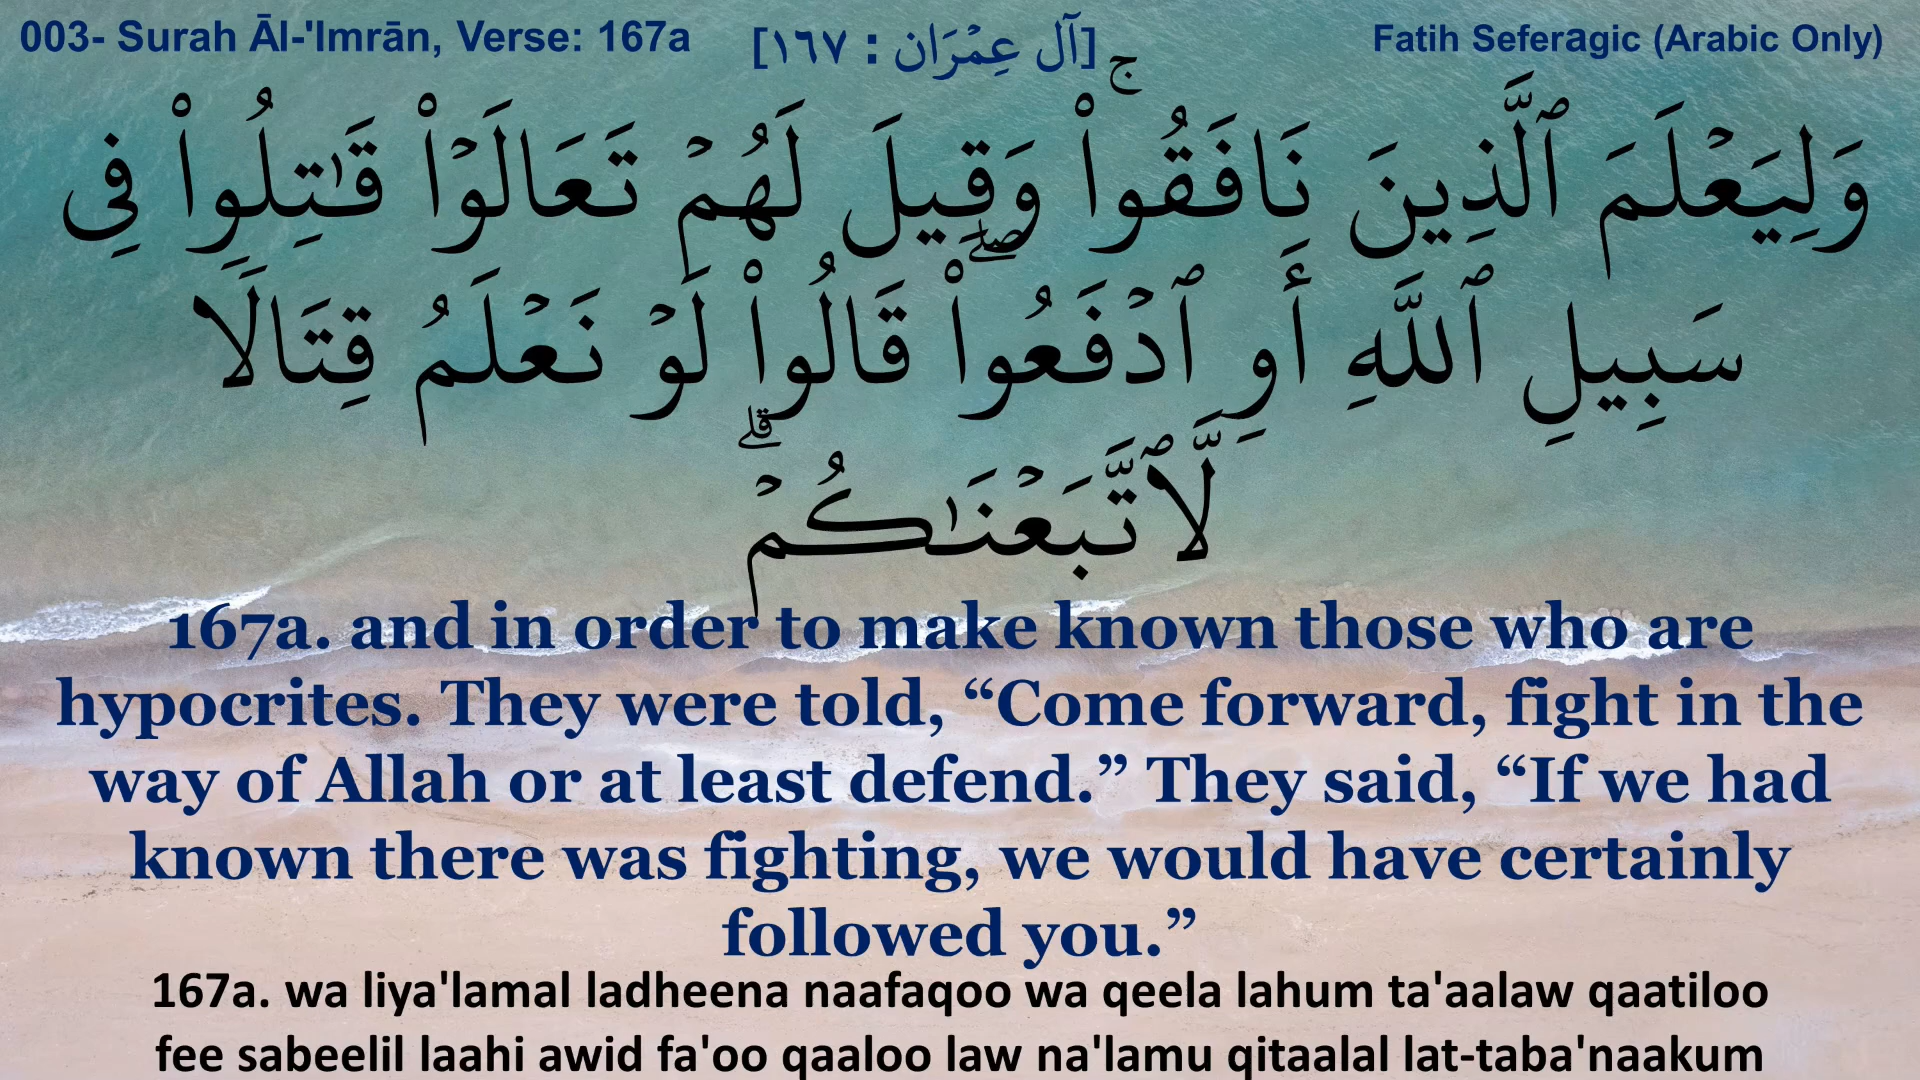 003- Surah Āl-'Imrān, Verse: 167a
[آل عِمْرَان : ١٦٧]
Fatih Seferagic (Arabic Only)
وَلِيَعْلَمَ ٱلَّذِينَ نَافَقُوا۟ ۚ وَقِيلَ لَهُمْ تَعَالَوْا۟ قَـٰتِلُوا۟ فِى
سَبِيلِ ٱللَّهِ أَوِ ٱدْفَعُوا۟ ۖ قَالُوا۟ لَوْ نَعْلَمُ قِتَالًا
لَّٱتَّبَعْنَـٰكُمْ ۗ
167a. and in order to make known those who are
hypocrites. They were told, “Come forward, fight in the
way of Allah or at least defend.” They said, “If we had
known there was fighting, we would have certainly
followed you.”
167a. wa liya'lamal ladheena naafaqoo wa qeela lahum ta'aalaw qaatiloo
fee sabeelil laahi awid fa'oo qaaloo law na'lamu qitaalal lat-taba'naakum